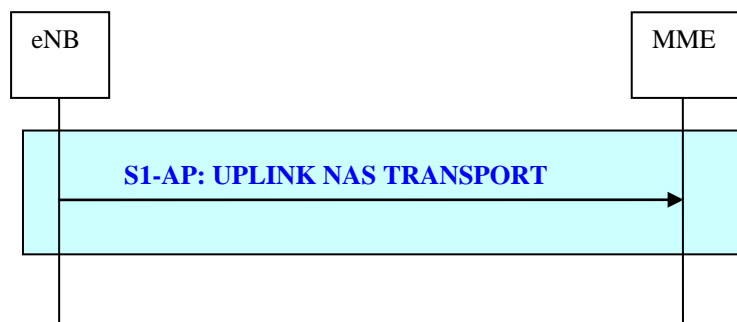 eNB
MME
S1-AP: UPLINK NAS TRANSPORT